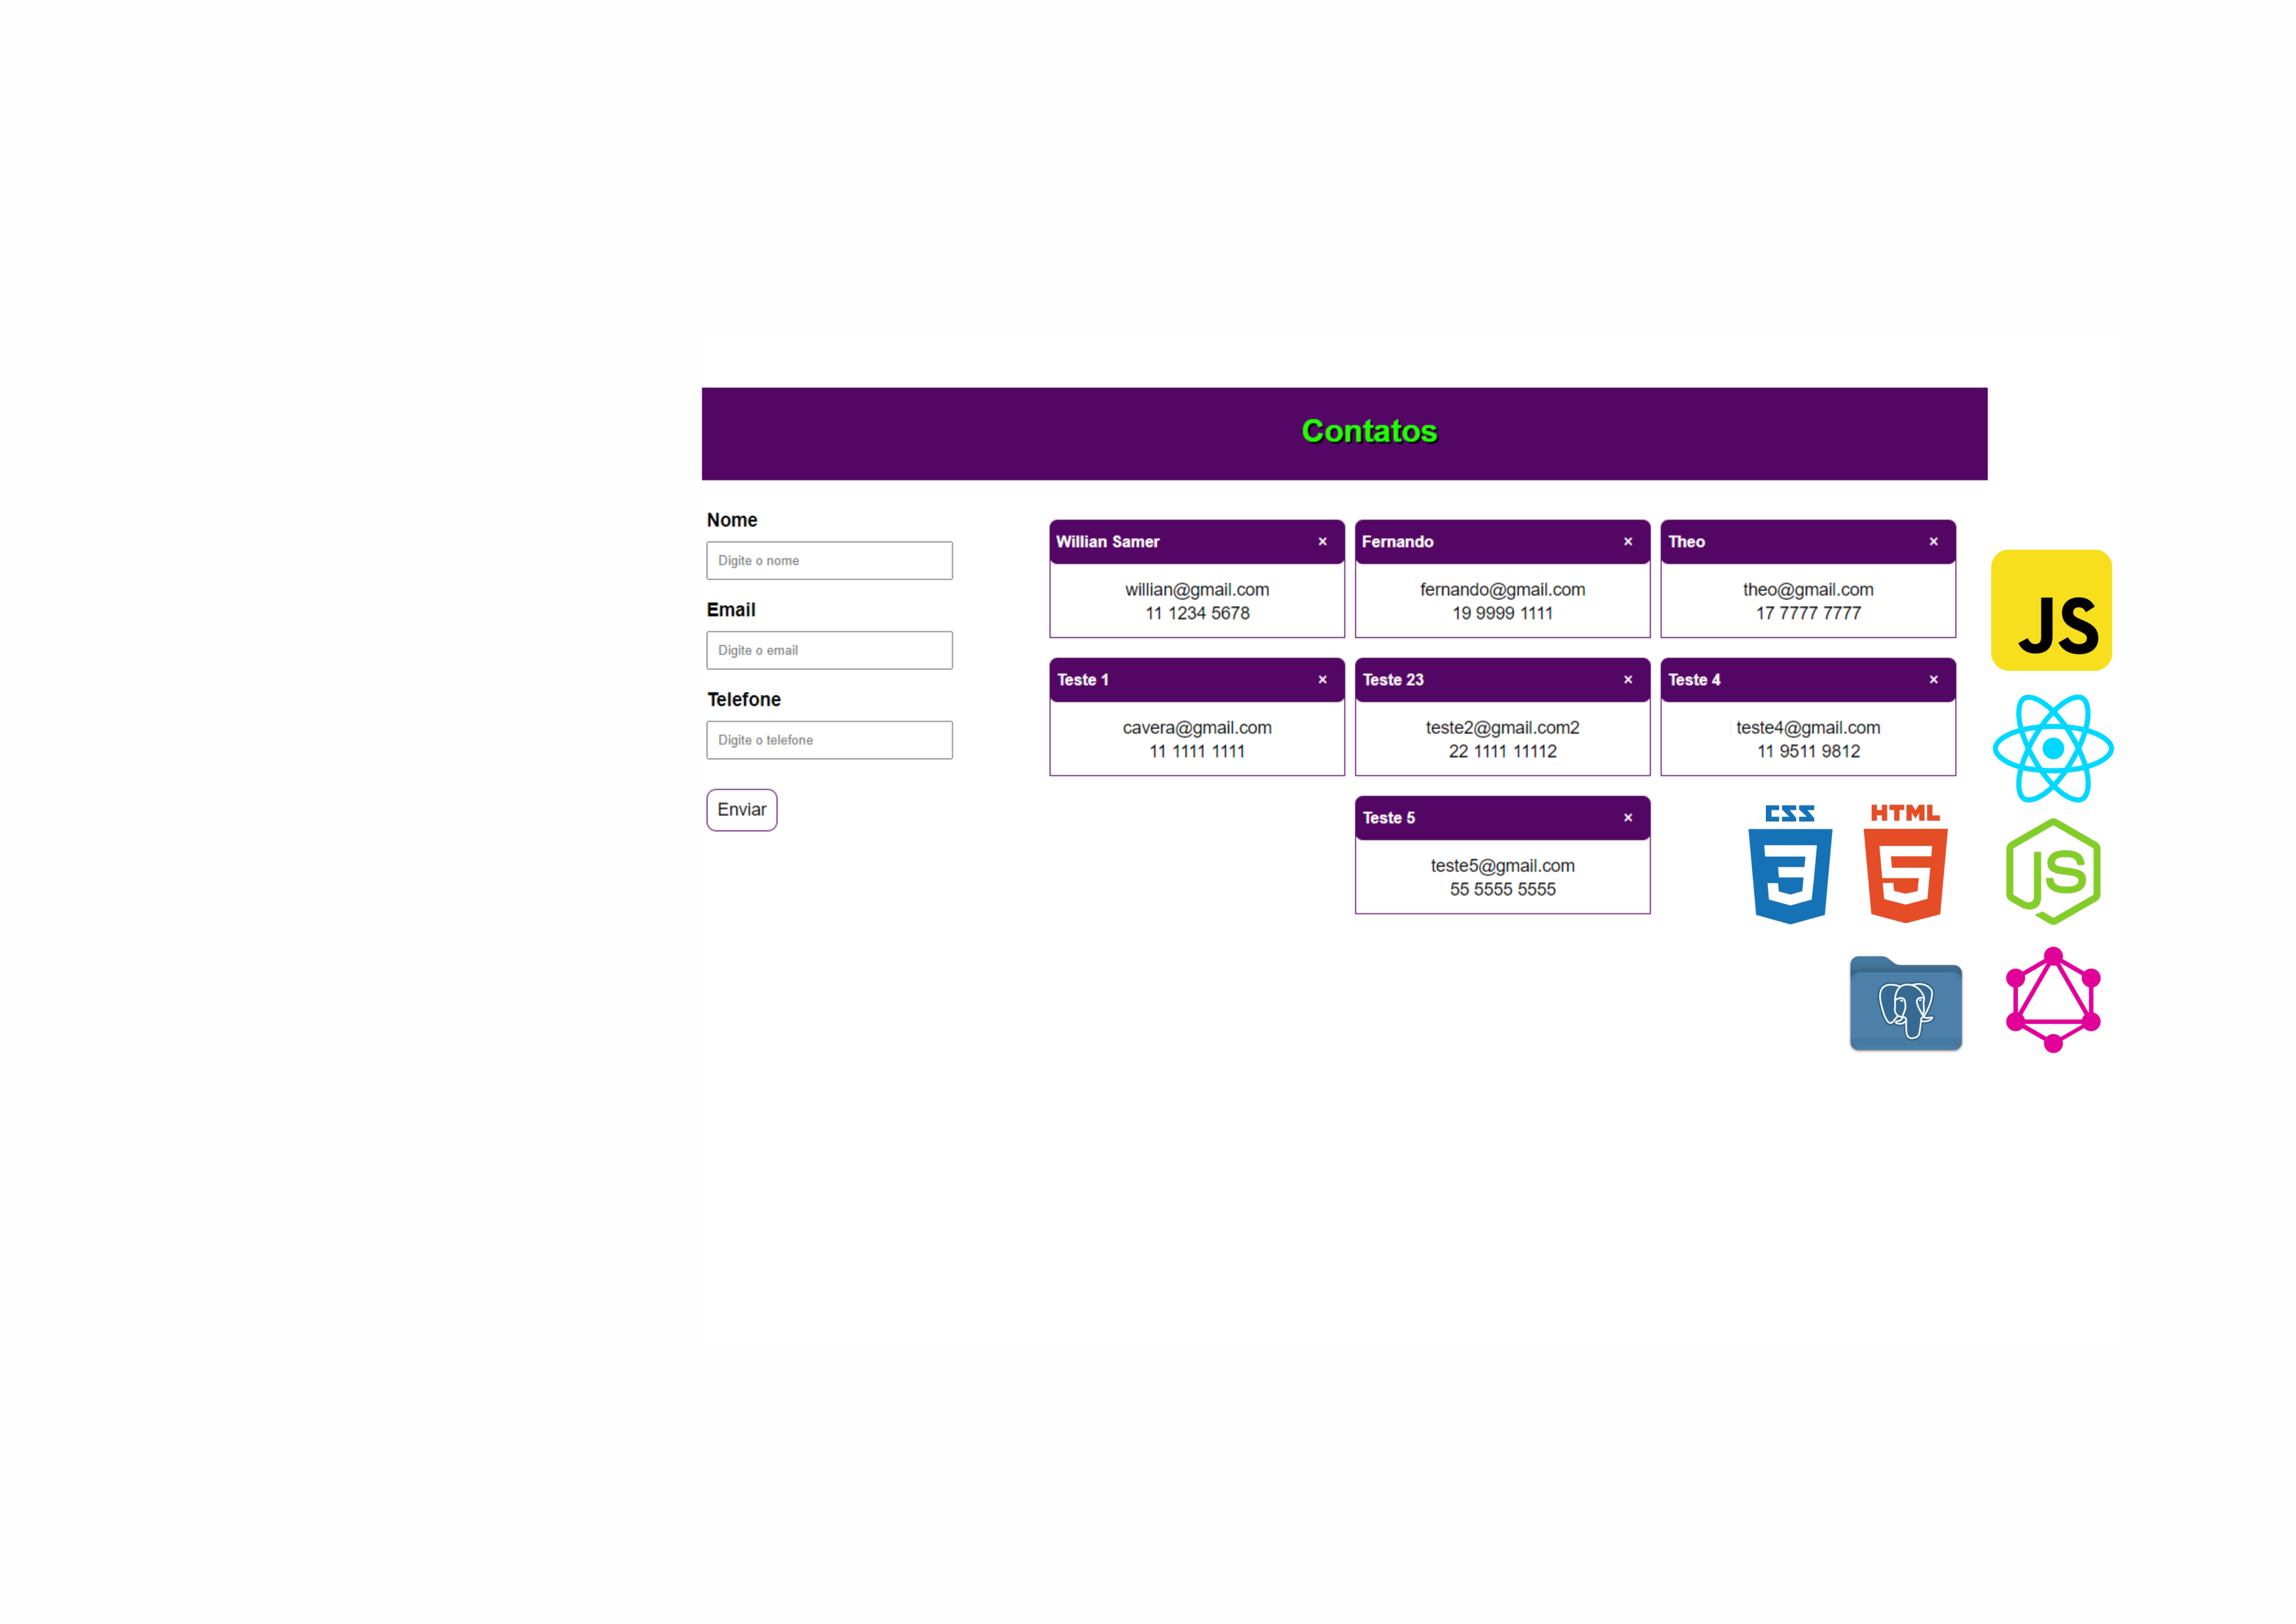 Contatos
Nome
Digite o nome
Email
Digite o email
Telefone
Digite o telefone
Enviar
Willian Samer ×
willian@gmail.com
11 1234 5678
Fernando ×
fernando@gmail.com
19 9999 1111
Theo ×
theo@gmail.com
17 7777 7777
Teste 1 ×
cavera@gmail.com
11 1111 1111
Teste 23 ×
teste2@gmail.com2
22 1111 11112
Teste 4 ×
teste4@gmail.com
11 9511 9812
Teste 5 ×
teste5@gmail.com
55 5555 5555
JS
CSS
3
HTML
5
JS